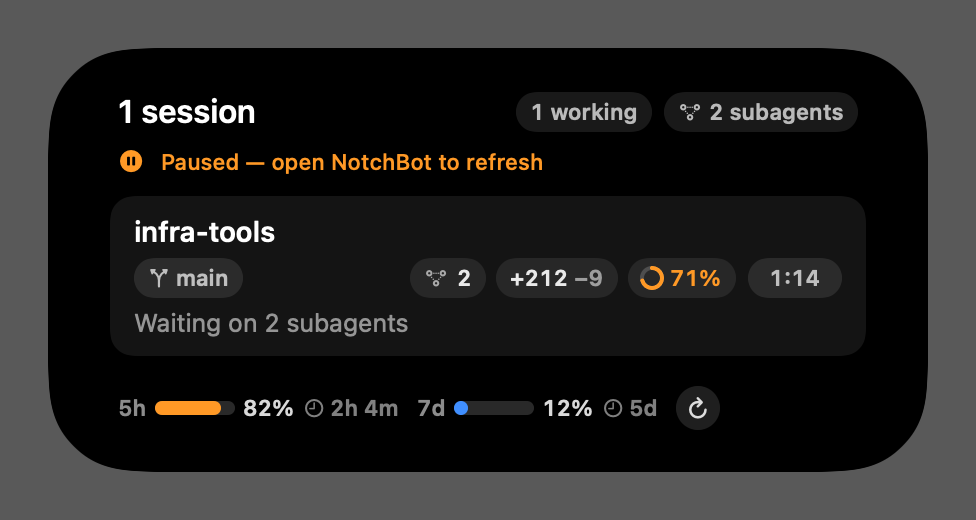 1 session
1 working
2 subagents
Paused — open NotchBot to refresh
infra-tools
main
2
+212 −9
71%
1:14
Waiting on 2 subagents
5h 82% 2h 4m 7d 12% 5d